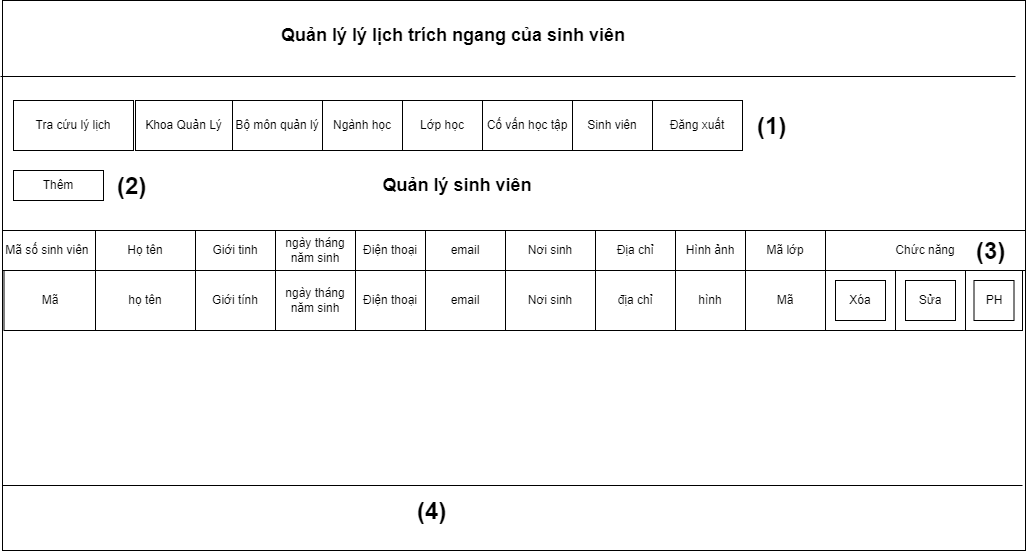 Quản lý lý lịch trích ngang của sinh viên
Tra cứu lý lịch Khoa Quản Lý Bộ môn quản lý Ngành học Lớp học Cố vấn học tập Sinh viên Đăng xuất (1)
Thêm (2) Quản lý sinh viên
Mã số sinh viên Họ tên Giới tinh ngày tháng năm sinh Điện thoại email Nơi sinh Địa chỉ Hình ảnh Mã lớp Chức năng (3)
Mã họ tên Giới tính ngày tháng năm sinh Điện thoại email Nơi sinh địa chỉ hình Mã Xóa Sửa PH
(4)